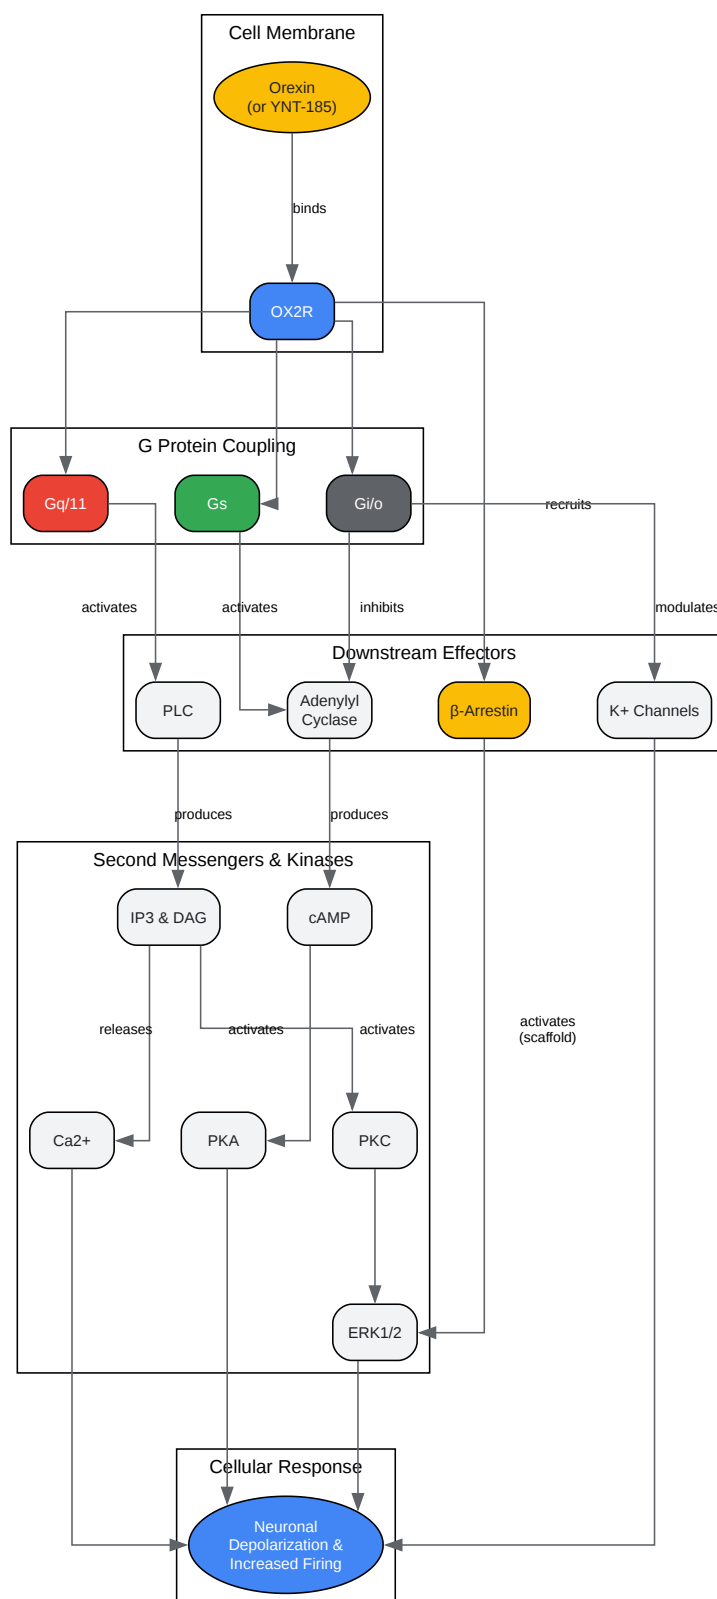 Cell Membrane
Orexin
(or YNT-185)
binds
OX2R
G Protein Coupling
Gq/11
Gs
Gi/o
recruits
activates
activates
inhibits
modulates
Downstream Effectors
PLC
Adenylyl
Cyclase
β-Arrestin
K+ Channels
produces
produces
Second Messengers & Kinases
IP3 & DAG
cAMP
releases
activates
activates
activates
(scaffold)
Ca2+
PKA
PKC
ERK1/2
Cellular Response
Neuronal
Depolarization &
Increased Firing